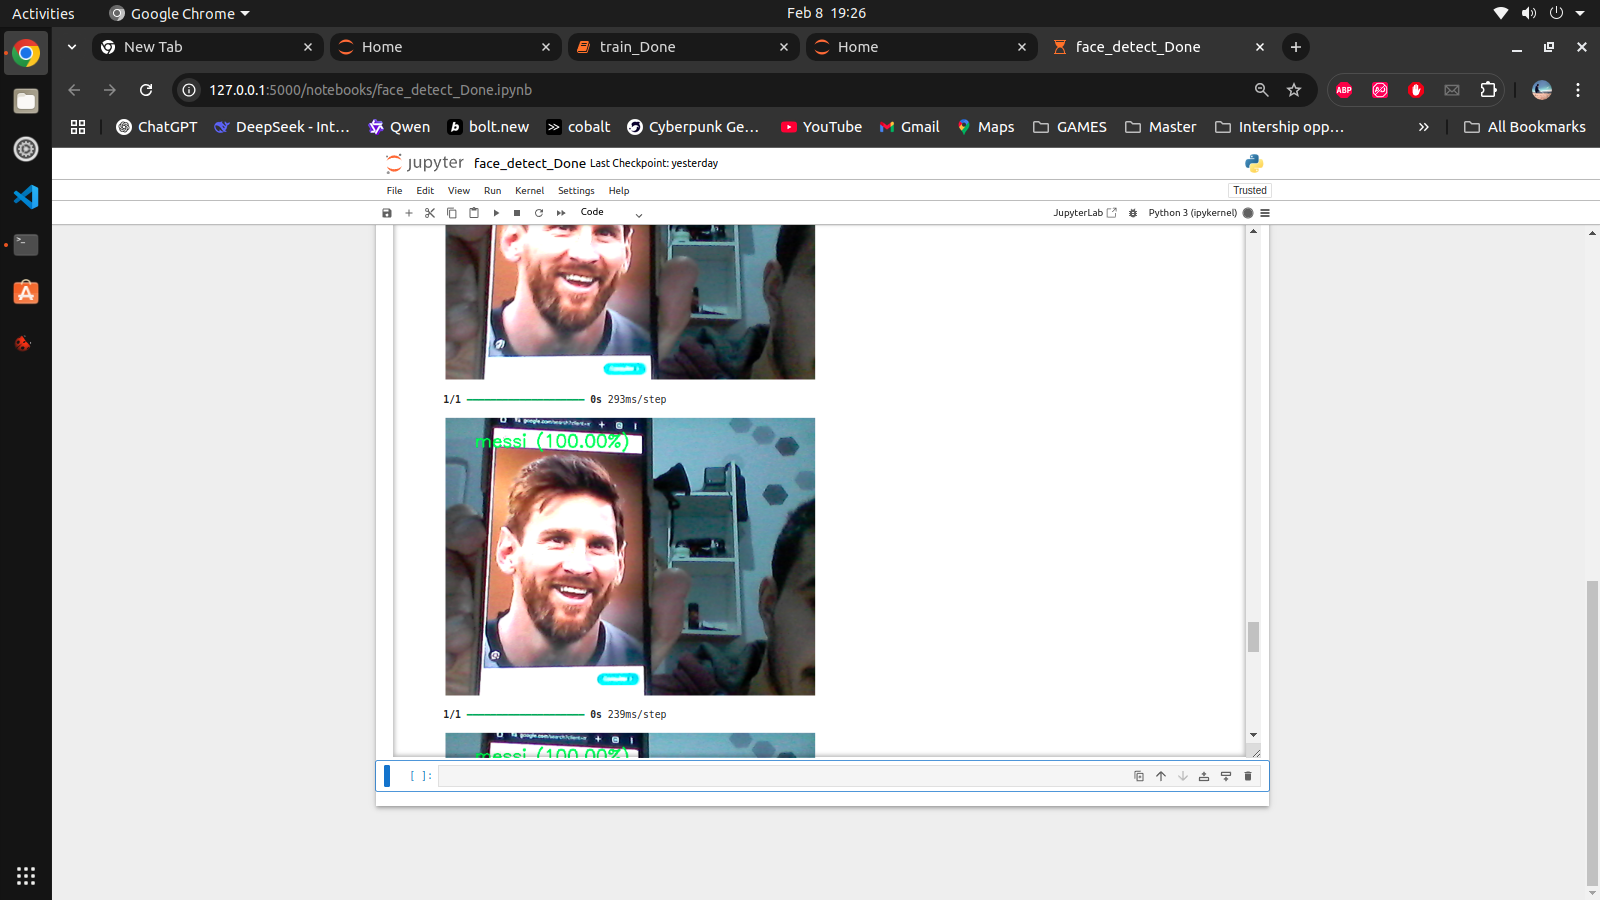 Activities
Google Chrome
Feb 8 19:26
New Tab
Home
train_Done
Home
face_detect_Done
127.0.0.1:5000/notebooks/face_detect_Done.ipynb
ABP
ChatGPT
DeepSeek - Int...
Qwen
bolt.new
cobalt
Cyberpunk Ge...
YouTube
Gmail
Maps
GAMES
Master
Intership opp...
All Bookmarks
jupyter
face_detect_Done Last Checkpoint: yesterday
File Edit View Run Kernel Settings Help
Trusted
Code
JupyterLab
Python 3 (ipykernel)
1/1 0s 293ms/step
messi (100.00%)
1/1 0s 239ms/step
messi (100.00%)
[ ]: